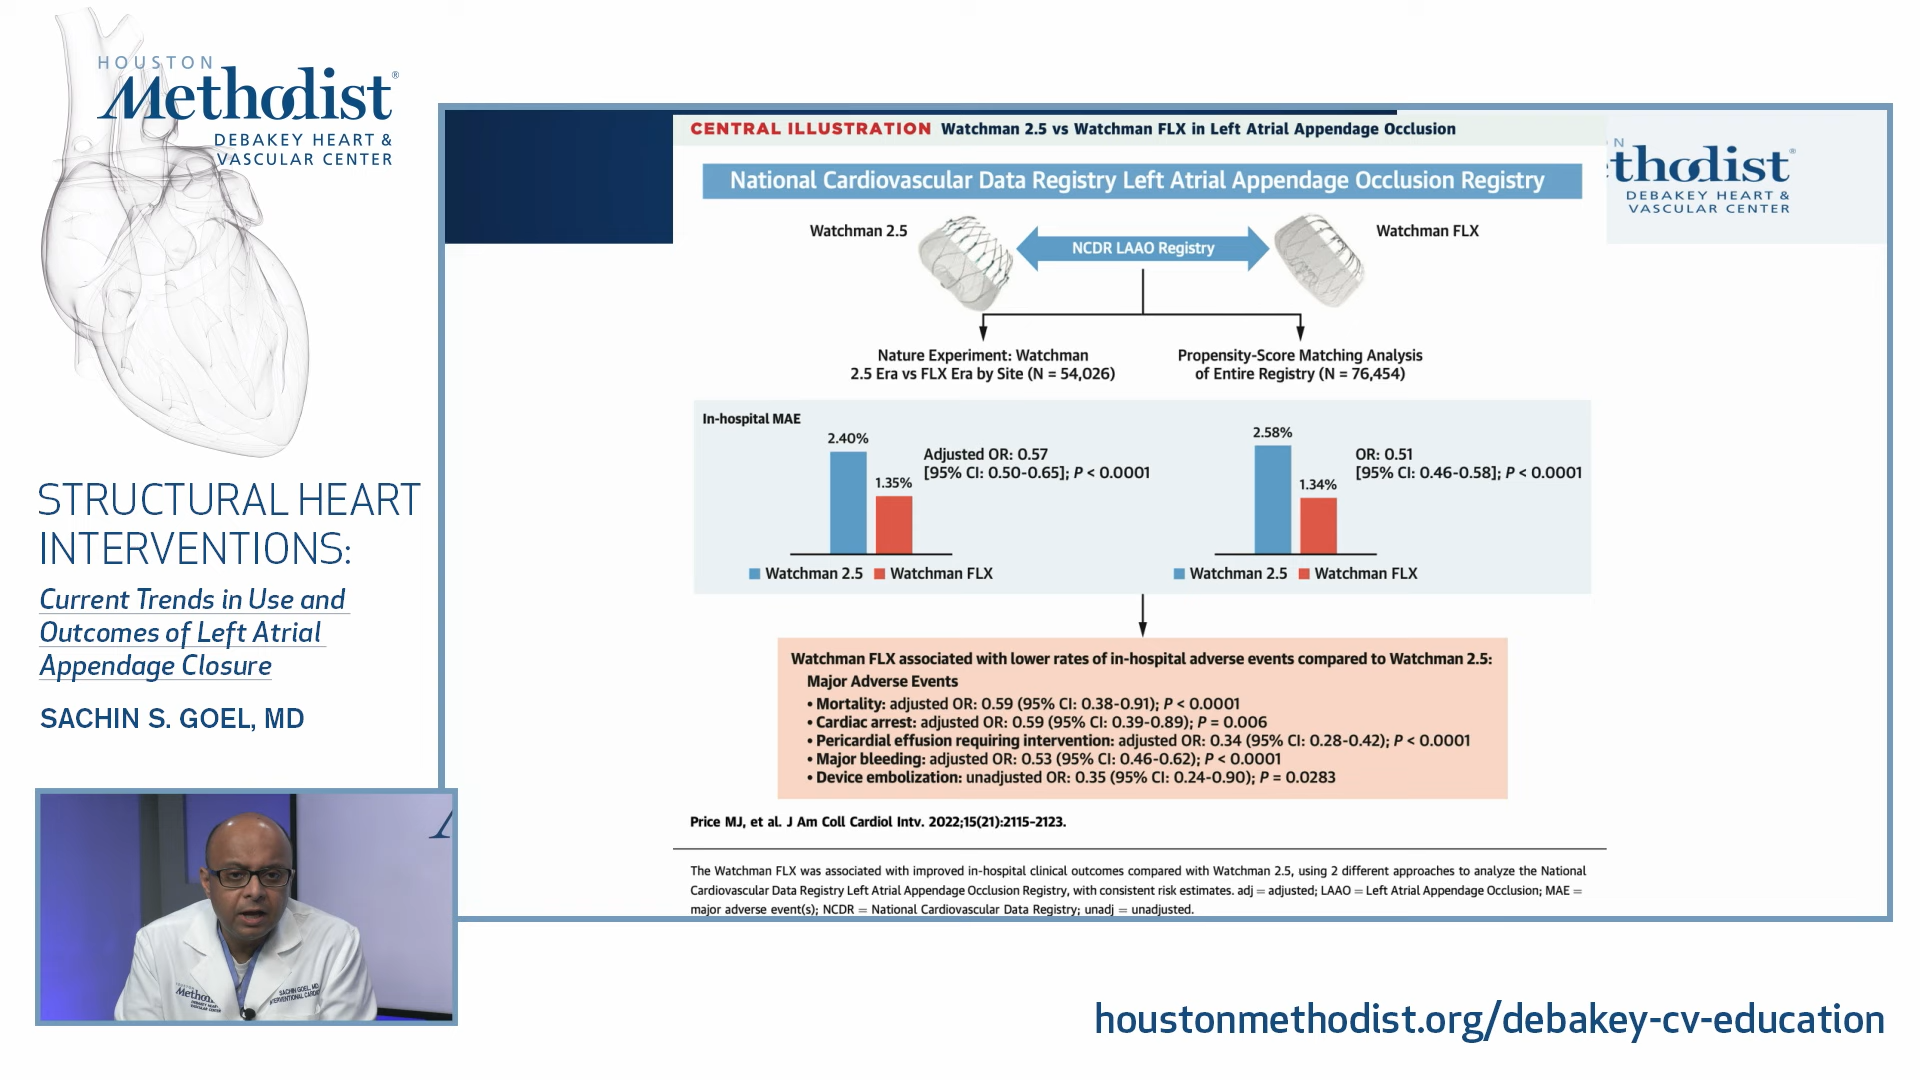 HOUSTON
Methodist®
DEBAKEY HEART &
VASCULAR CENTER
STRUCTURAL HEART
INTERVENTIONS:
Current Trends in Use and
Outcomes of Left Atrial
Appendage Closure
SACHIN S. GOEL, MD
CENTRAL ILLUSTRATION Watchman 2.5 vs Watchman FLX in Left Atrial Appendage Occlusion
N
thodist®
DEBAKEY HEART &
VASCULAR CENTER
National Cardiovascular Data Registry Left Atrial Appendage Occlusion Registry
Watchman 2.5
NCDR LAAO Registry
Watchman FLX
Nature Experiment: Watchman
2.5 Era vs FLX Era by Site (N = 54,026)
Propensity-Score Matching Analysis
of Entire Registry (N = 76,454)
In-hospital MAE
2.40%
1.35%
Adjusted OR: 0.57
[95% CI: 0.50-0.65]; P < 0.0001
Watchman 2.5 Watchman FLX
2.58%
1.34%
OR: 0.51
[95% CI: 0.46-0.58]; P < 0.0001
Watchman 2.5 Watchman FLX
Watchman FLX associated with lower rates of in-hospital adverse events compared to Watchman 2.5:
Major Adverse Events
• Mortality: adjusted OR: 0.59 (95% CI: 0.38-0.91); P < 0.0001
• Cardiac arrest: adjusted OR: 0.59 (95% CI: 0.39-0.89); P = 0.006
• Pericardial effusion requiring intervention: adjusted OR: 0.34 (95% CI: 0.28-0.42); P < 0.0001
• Major bleeding: adjusted OR: 0.53 (95% CI: 0.46-0.62); P < 0.0001
• Device embolization: unadjusted OR: 0.35 (95% CI: 0.24-0.90); P = 0.0283
Price MJ, et al. J Am Coll Cardiol Intv. 2022;15(21):2115-2123.
The Watchman FLX was associated with improved in-hospital clinical outcomes compared with Watchman 2.5, using 2 different approaches to analyze the National
Cardiovascular Data Registry Left Atrial Appendage Occlusion Registry, with consistent risk estimates. adj = adjusted; LAAO = Left Atrial Appendage Occlusion; MAE =
major adverse event(s); NCDR = National Cardiovascular Data Registry; unadj = unadjusted.
SACHIN GOEL, MD
houstonmethodist.org/debakey-cv-education